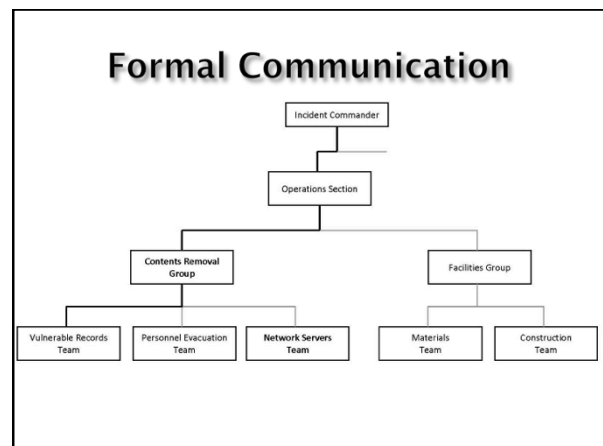 Formal Communication
Incident Commander
Operations Section
Contents Removal
Group
Facilities Group
Vulnerable Records
Team
Personnel Evacuation
Team
Network Servers
Team
Materials
Team
Construction
Team